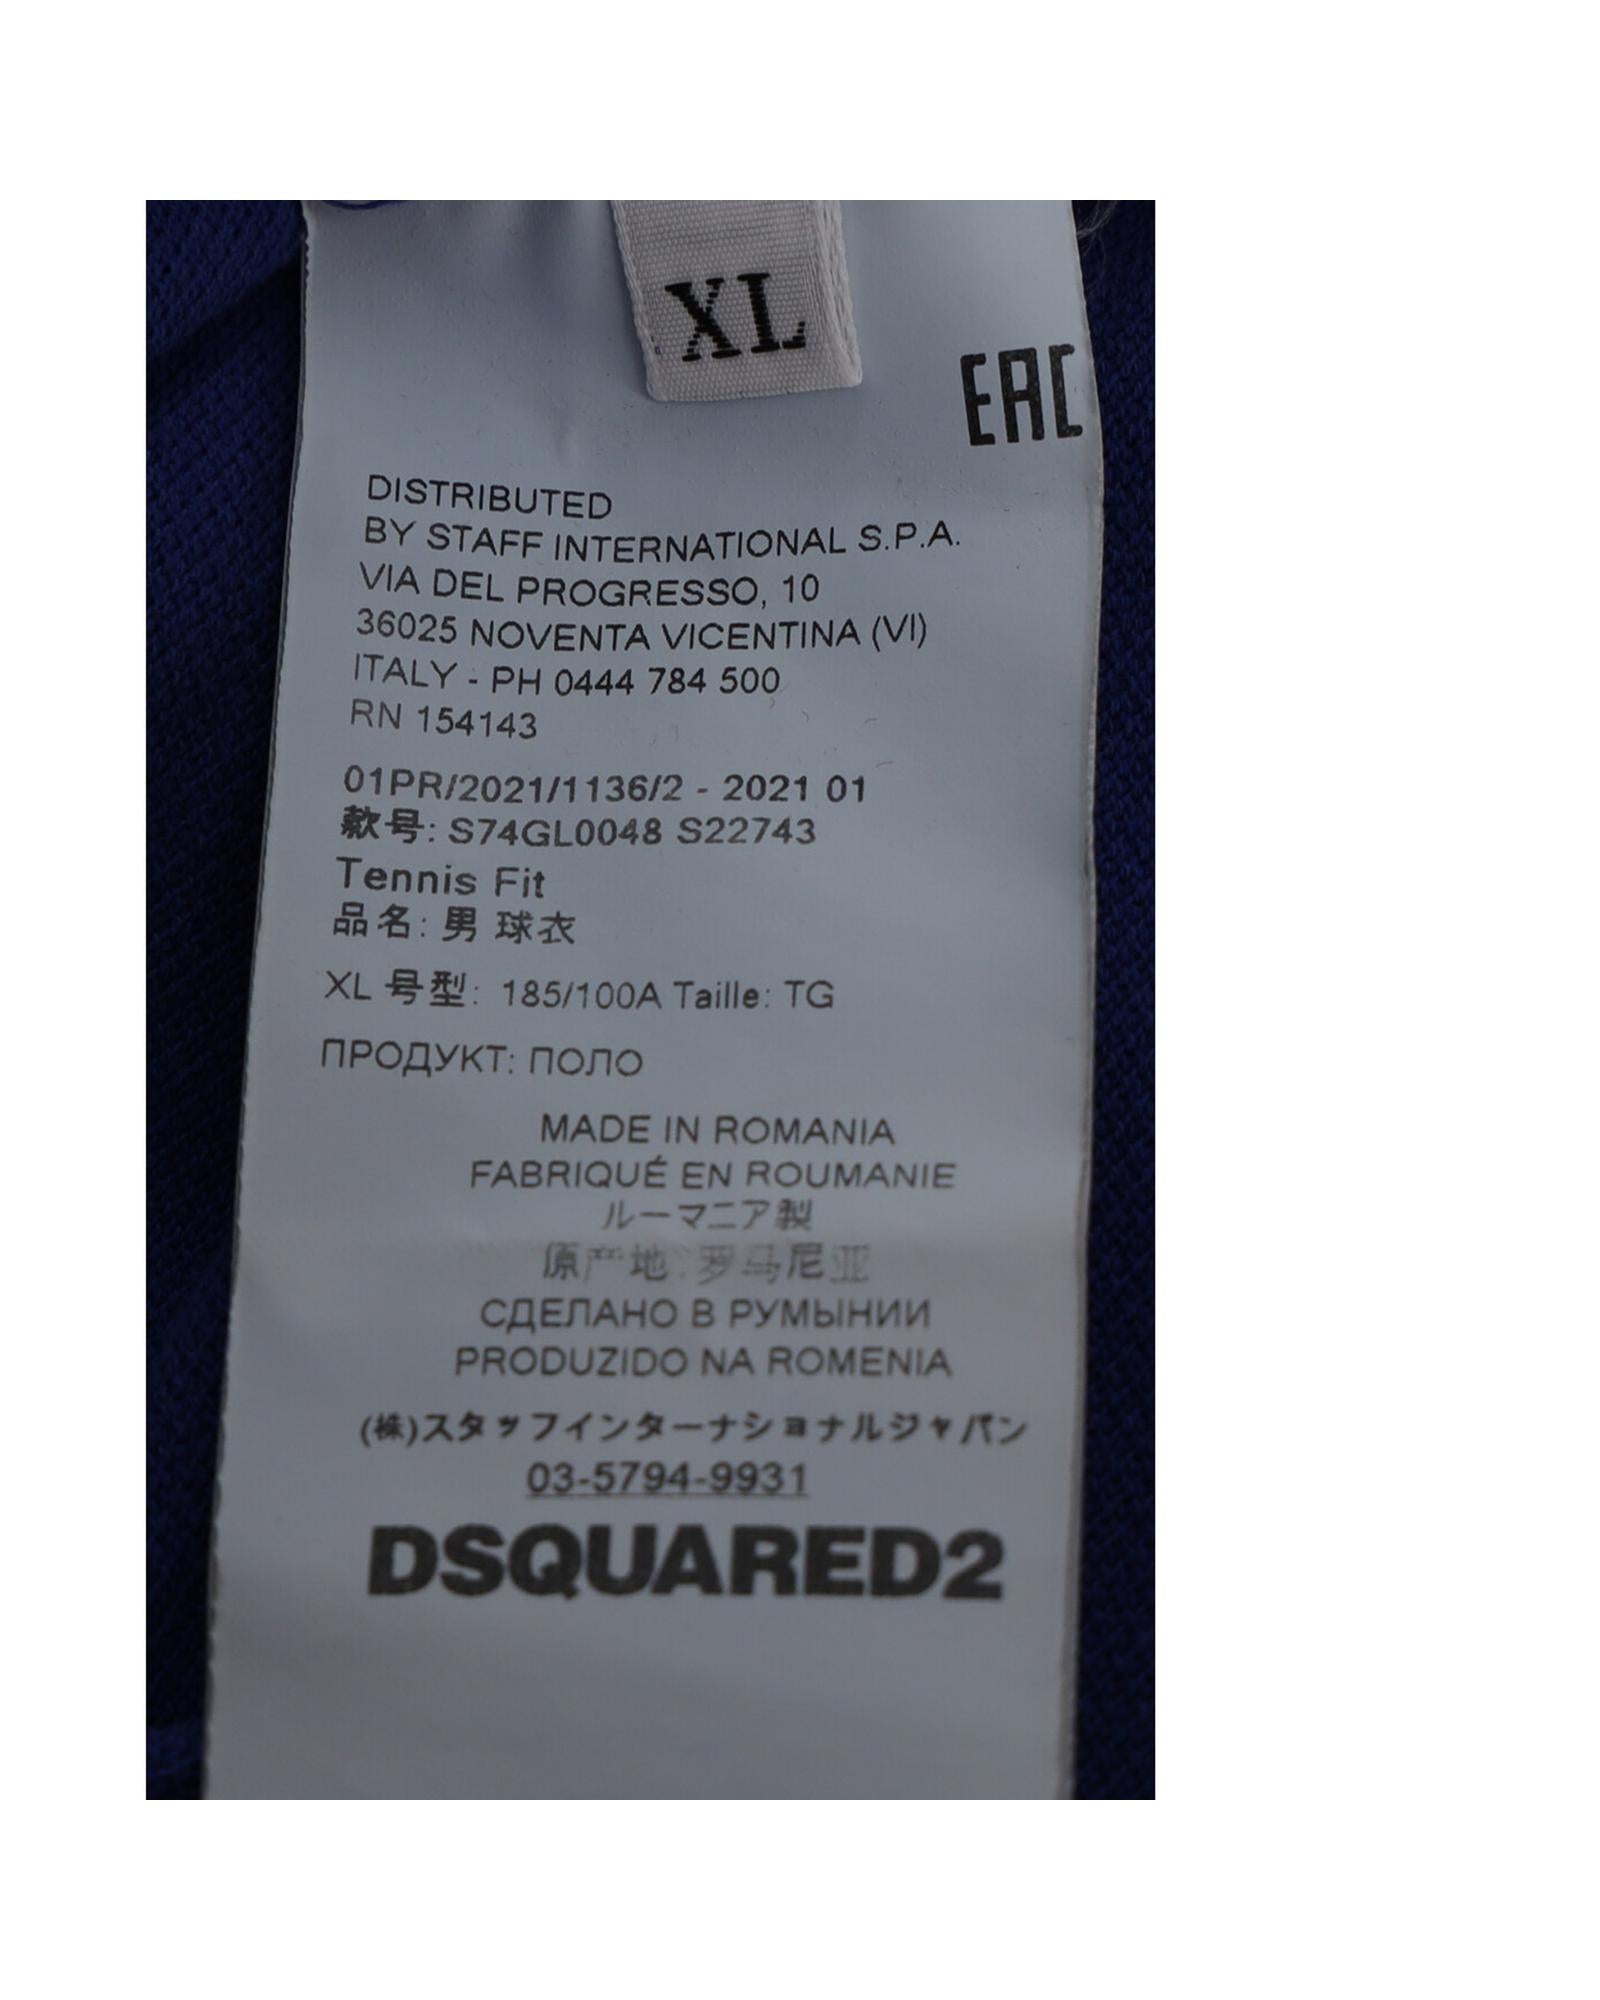 XL
EAC
DISTRIBUTED
BY STAFF INTERNATIONAL S.P.A.
VIA DEL PROGRESSO, 10
36025 NOVENTA VICENTINA (VI)
ITALY - PH 0444 784 500
RN 154143
01PR/2021/1136/2 - 2021 01
款号: S74GL0048 S22743
Tennis Fit
品名: 男 球衣
XL 号型: 185/100A Taille: TG
ПРОДУКТ: ПОЛО
MADE IN ROMANIA
FABRIQUÉ EN ROUMANIE
ルーマニア製
原产地: 罗马尼亚
СДЕЛАНО В РУМЫНИИ
PRODUZIDO NA ROMENIA
(株)スタッフインターナショナルジャパン
03-5794-9931
DSQUARED2